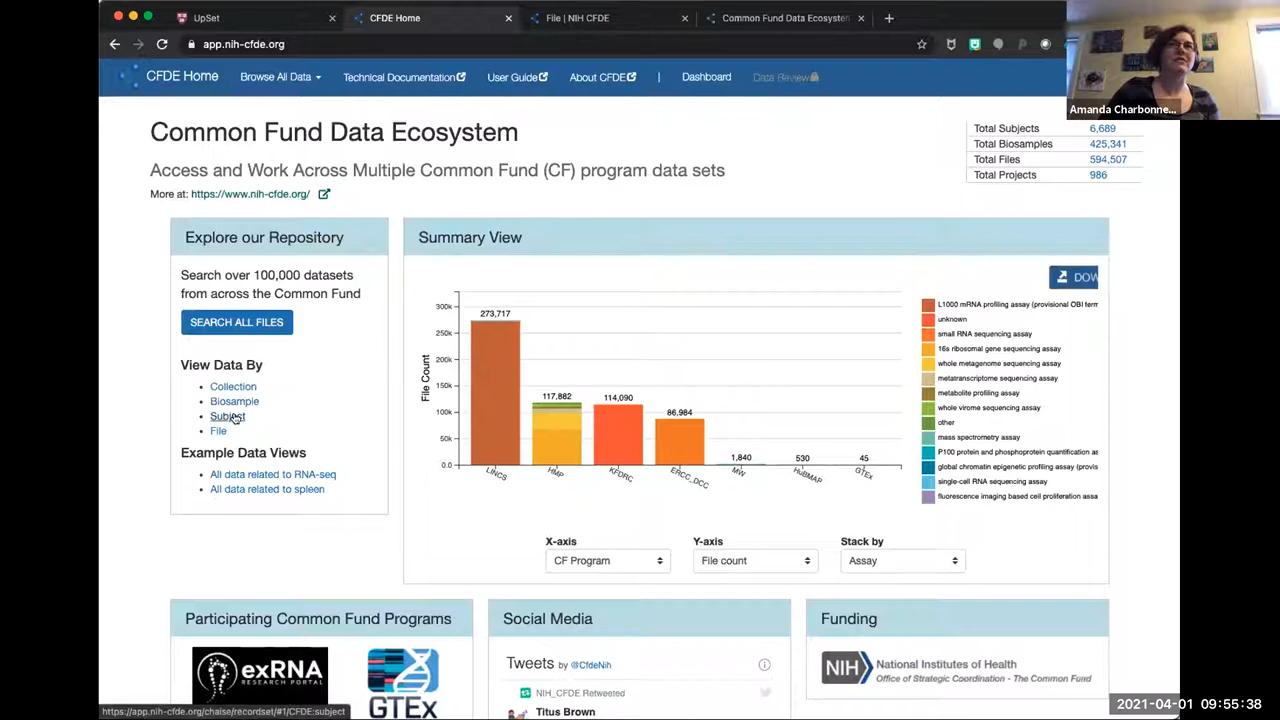 UpSet
CFDE Home
File | NIH CFDE
Common Fund Data Ecosystem
app.nih-cfde.org
CFDE Home
Browse All Data
Technical Documentation
User Guide
About CFDE
|
Dashboard
Data Review
Amanda Charbonne...
Common Fund Data Ecosystem
Total Subjects 6,689
Total Biosamples 425,341
Total Files 594,507
Total Projects 986
Access and Work Across Multiple Common Fund (CF) program data sets
More at: https://www.nih-cfde.org/
Explore our Repository
Search over 100,000 datasets
from across the Common Fund
SEARCH ALL FILES
View Data By
Collection
Biosample
Subject
File
Example Data Views
All data related to RNA-seq
All data related to spleen
Summary View
DOW
File Count
300k
250k
200k
150k
100k
50k
0.0
273,717
117,882
114,090
86,984
1,840
530
45
LINCS
HMP
KFDRC
ERCC_DCC
MW
HuBMAP
GTEx
L1000 mRNA profiling assay (provisional OBI term
unknown
small RNA sequencing assay
16s ribosomal gene sequencing assay
whole metagenome sequencing assay
metatranscriptome sequencing assay
metabolite profiling assay
whole virome sequencing assay
other
mass spectrometry assay
P100 protein and phosphoprotein quantification as
global chromatin epigenetic profiling assay (provis
single-cell RNA sequencing assay
fluorescence imaging based cell proliferation assa
X-axis
CF Program
Y-axis
File count
Stack by
Assay
Participating Common Fund Programs
exRNA
RESEARCH PORTAL
GTEx
Social Media
Tweets by @CfdeNih
NIH_CFDE Retweeted
Titus Brown
Funding
NIH
National Institutes of Health
Office of Strategic Coordination - The Common Fund
https://app.nih-cfde.org/chaise/recordset/#1/CFDE:subject
2021-04-01 09:55:38